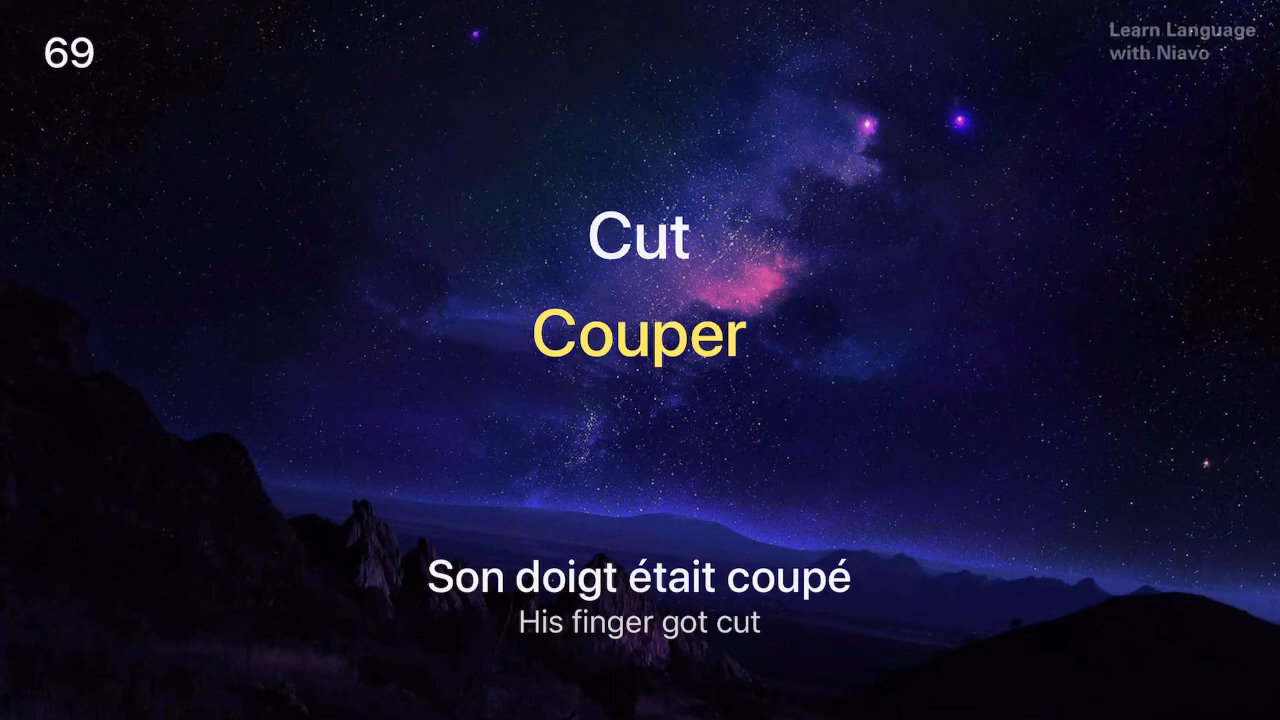 69
Learn Language
with Niavo
Cut
Couper
Son doigt était coupé
His finger got cut